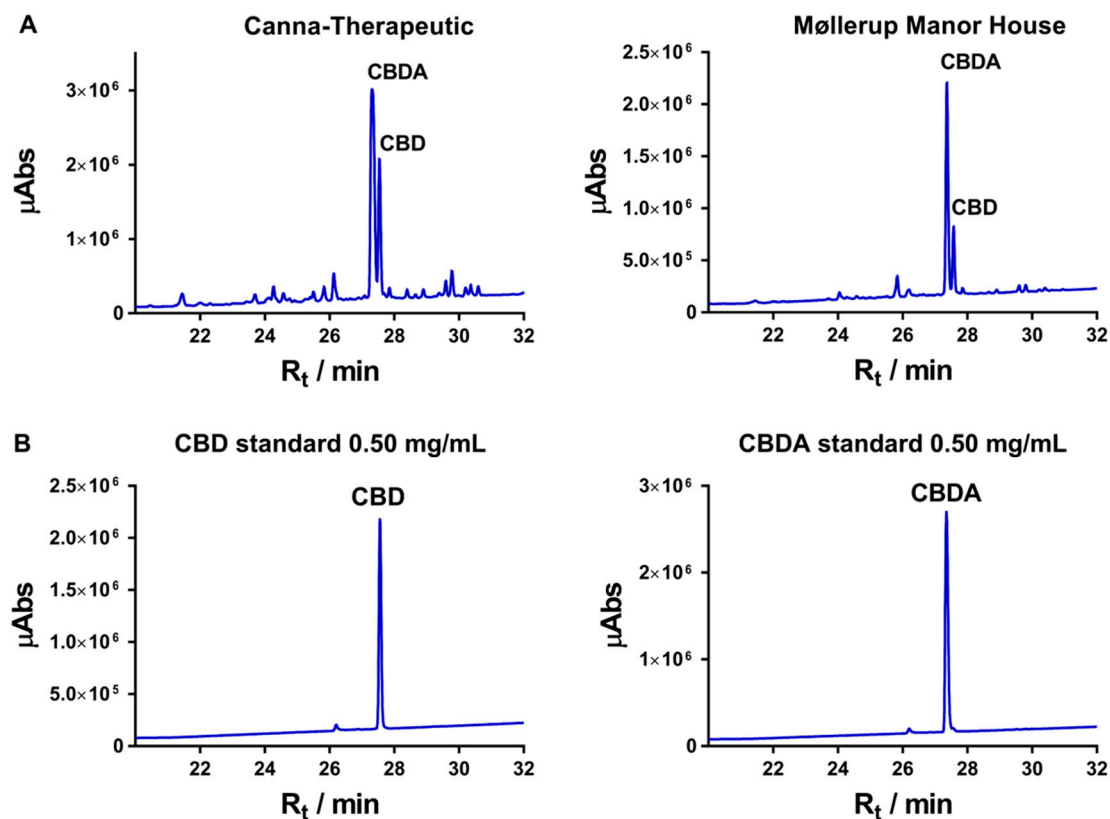 A
Canna-Therapeutic
CBDA
CBD
3×10⁶
2×10⁶
1×10⁶
0
µAbs
22 24 26 28 30 32
Rₜ / min
Møllerup Manor House
CBDA
CBD
2.5×10⁶
2.0×10⁶
1.5×10⁶
1.0×10⁶
5.0×10⁵
0
µAbs
22 24 26 28 30 32
Rₜ / min
B
CBD standard 0.50 mg/mL
CBD
2.5×10⁶
2.0×10⁶
1.5×10⁶
1.0×10⁶
5.0×10⁵
0
µAbs
22 24 26 28 30 32
Rₜ / min
CBDA standard 0.50 mg/mL
CBDA
3×10⁶
2×10⁶
1×10⁶
0
µAbs
22 24 26 28 30 32
Rₜ / min